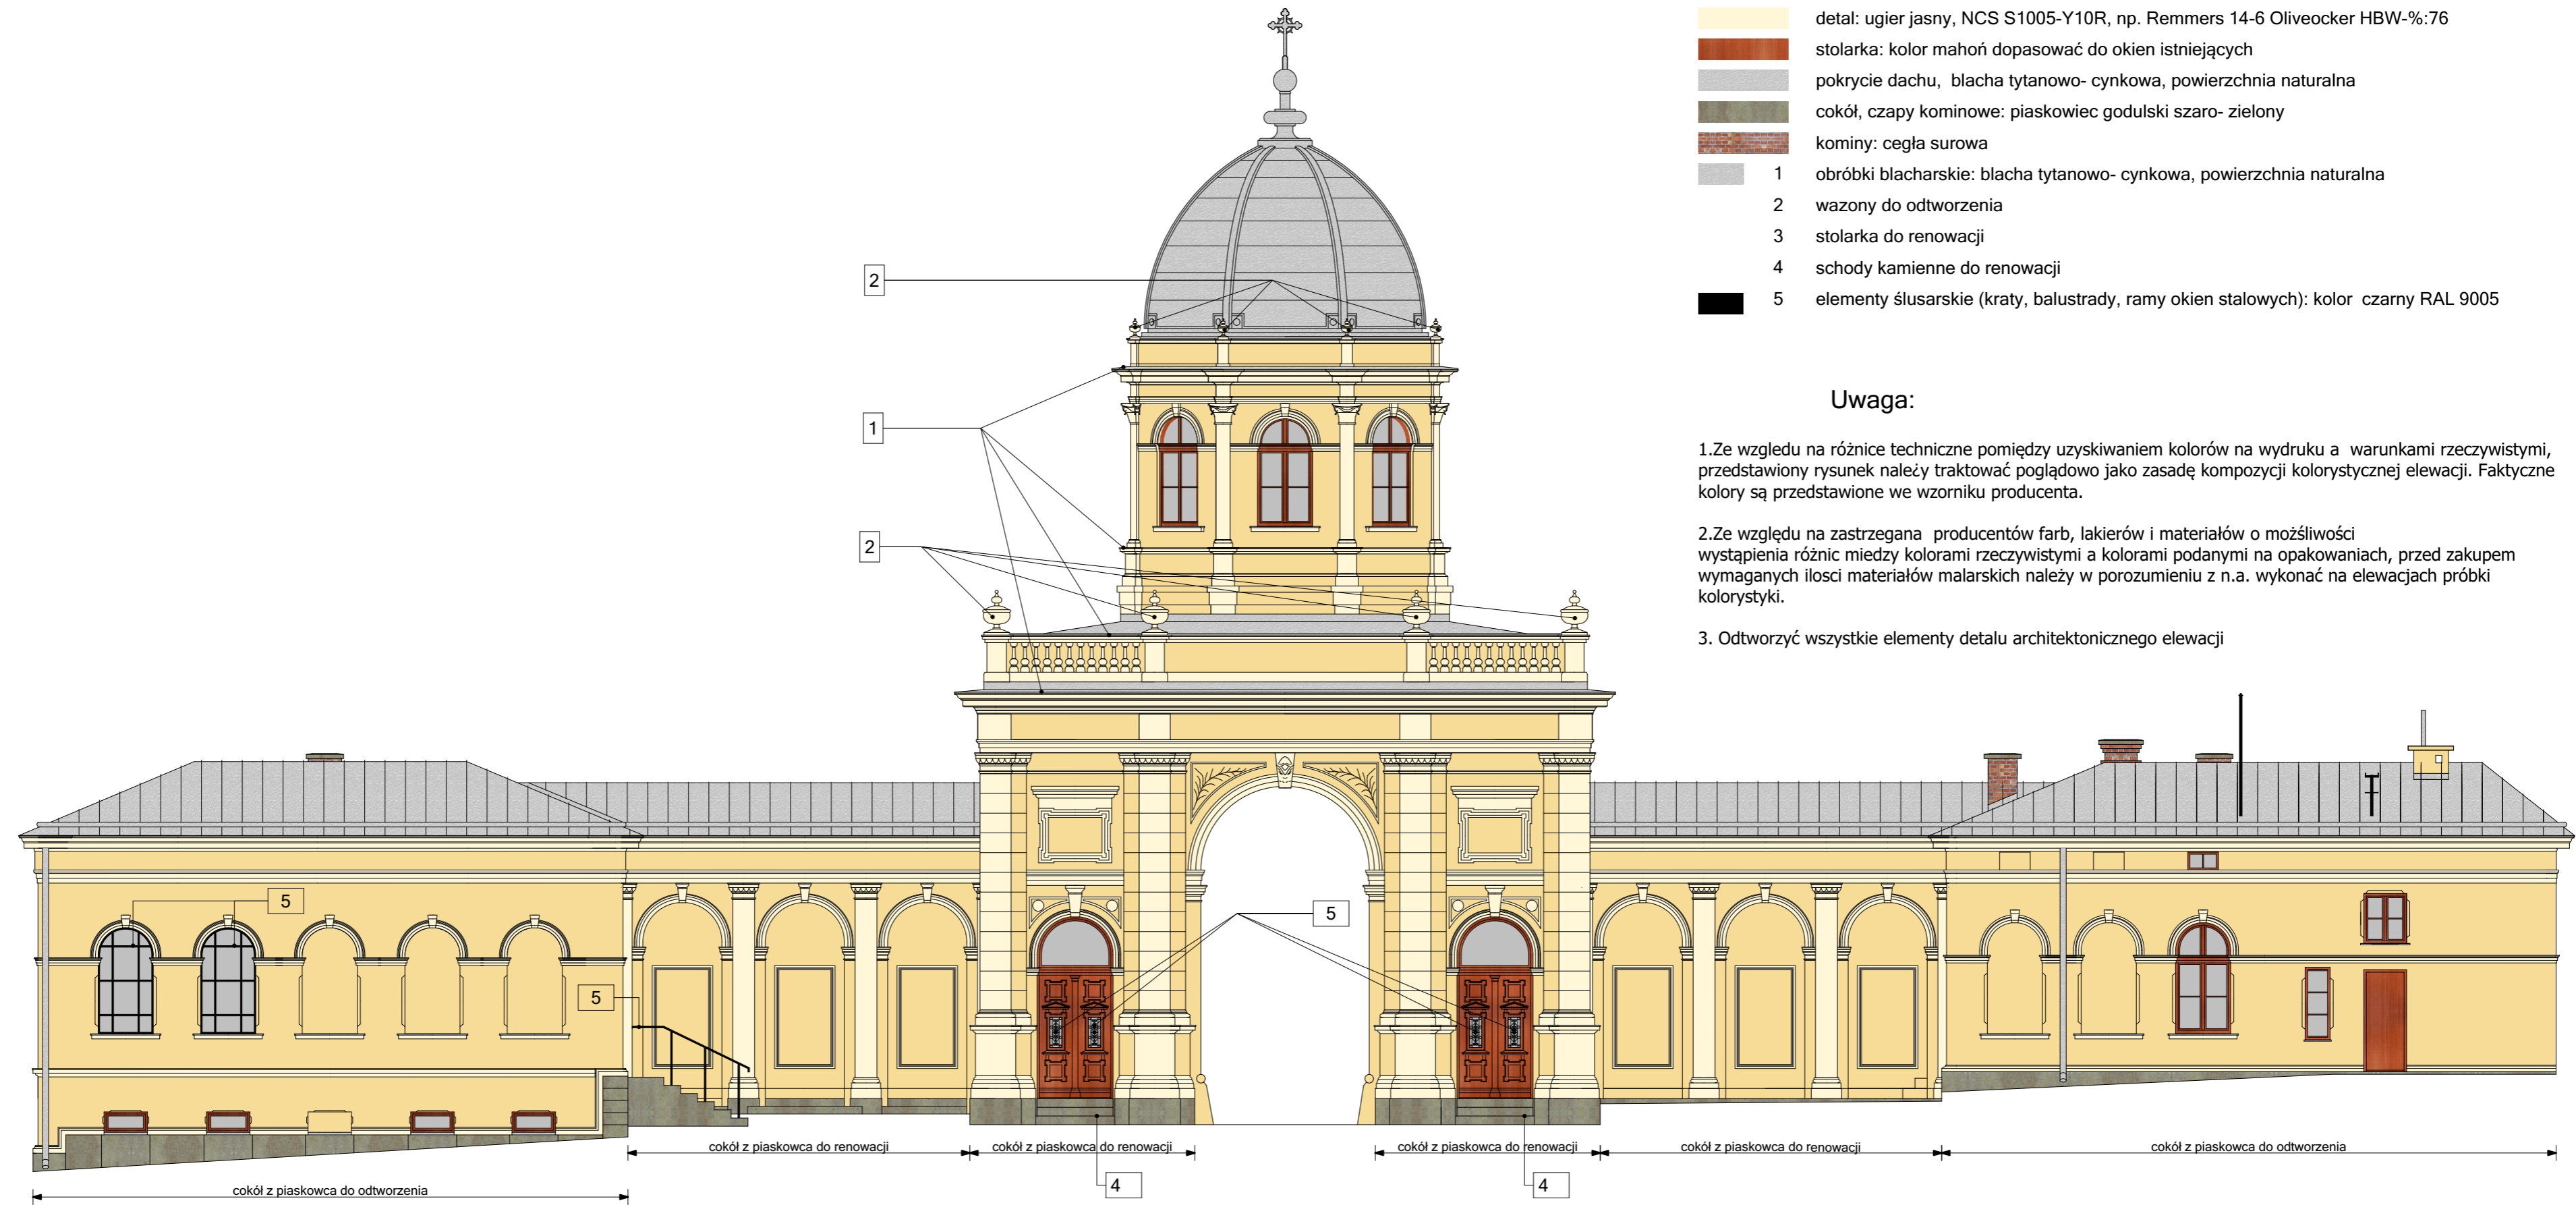 detal: ugier jasny, NCS S1005-Y10R, np. Remmers 14-6 Oliveocker HBW-%:76
stolarka: kolor mahoń dopasować do okien istniejących
pokrycie dachu, blacha tytanowo- cynkowa, powierzchnia naturalna
cokół, czapy kominowe: piaskowiec godulski szaro- zielony
kominy: cegła surowa
1 obróbki blacharskie: blacha tytanowo- cynkowa, powierzchnia naturalna
2 wazony do odtworzenia
3 stolarka do renowacji
4 schody kamienne do renowacji
5 elementy ślusarskie (kraty, balustrady, ramy okien stalowych): kolor czarny RAL 9005
Uwaga:
1.Ze wzgledu na różnice techniczne pomiędzy uzyskiwaniem kolorów na wydruku a warunkami rzeczywistymi,
przedstawiony rysunek naleźy traktować poglądowo jako zasadę kompozycji kolorystycznej elewacji. Faktyczne
kolory są przedstawione we wzorniku producenta.
2.Ze względu na zastrzegana producentów farb, lakierów i materiałów o możśliwości
wystąpienia różnic miedzy kolorami rzeczywistymi a kolorami podanymi na opakowaniach, przed zakupem
wymaganych ilosci materiałów malarskich należy w porozumieniu z n.a. wykonać na elewacjach próbki
kolorystyki.
3. Odtworzyć wszystkie elementy detalu architektonicznego elewacji
2
1
2
5
5
5
cokół z piaskowca do renowacji
cokół z piaskowca do renowacji
cokół z piaskowca do renowacji
cokół z piaskowca do renowacji
cokół z piaskowca do odtworzenia
4
4
cokół z piaskowca do odtworzenia